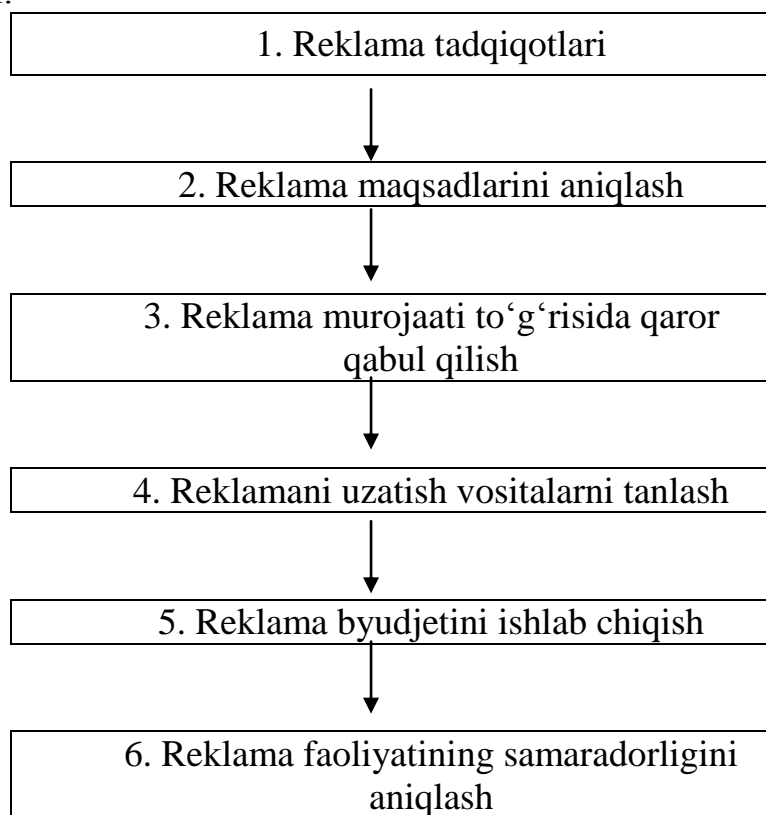 1. Reklama tadqiqotlari
2. Reklama maqsadlarini aniqlash
3. Reklama murojaati to‘g‘risida qaror
qabul qilish
4. Reklamani uzatish vositalarni tanlash
5. Reklama byudjetini ishlab chiqish
6. Reklama faoliyatining samaradorligini
aniqlash